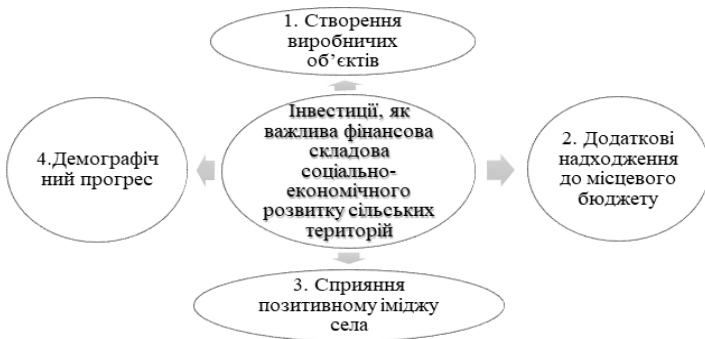 1. Створення
виробничих
об’єктів
Інвестиції, як
важлива фінансова
складова
соціально-
економічного
розвитку сільських
територій
2. Додаткові
надходження
до місцевого
бюджету
3. Сприяння
позитивному іміджу
села
4.Демографіч
ний прогрес